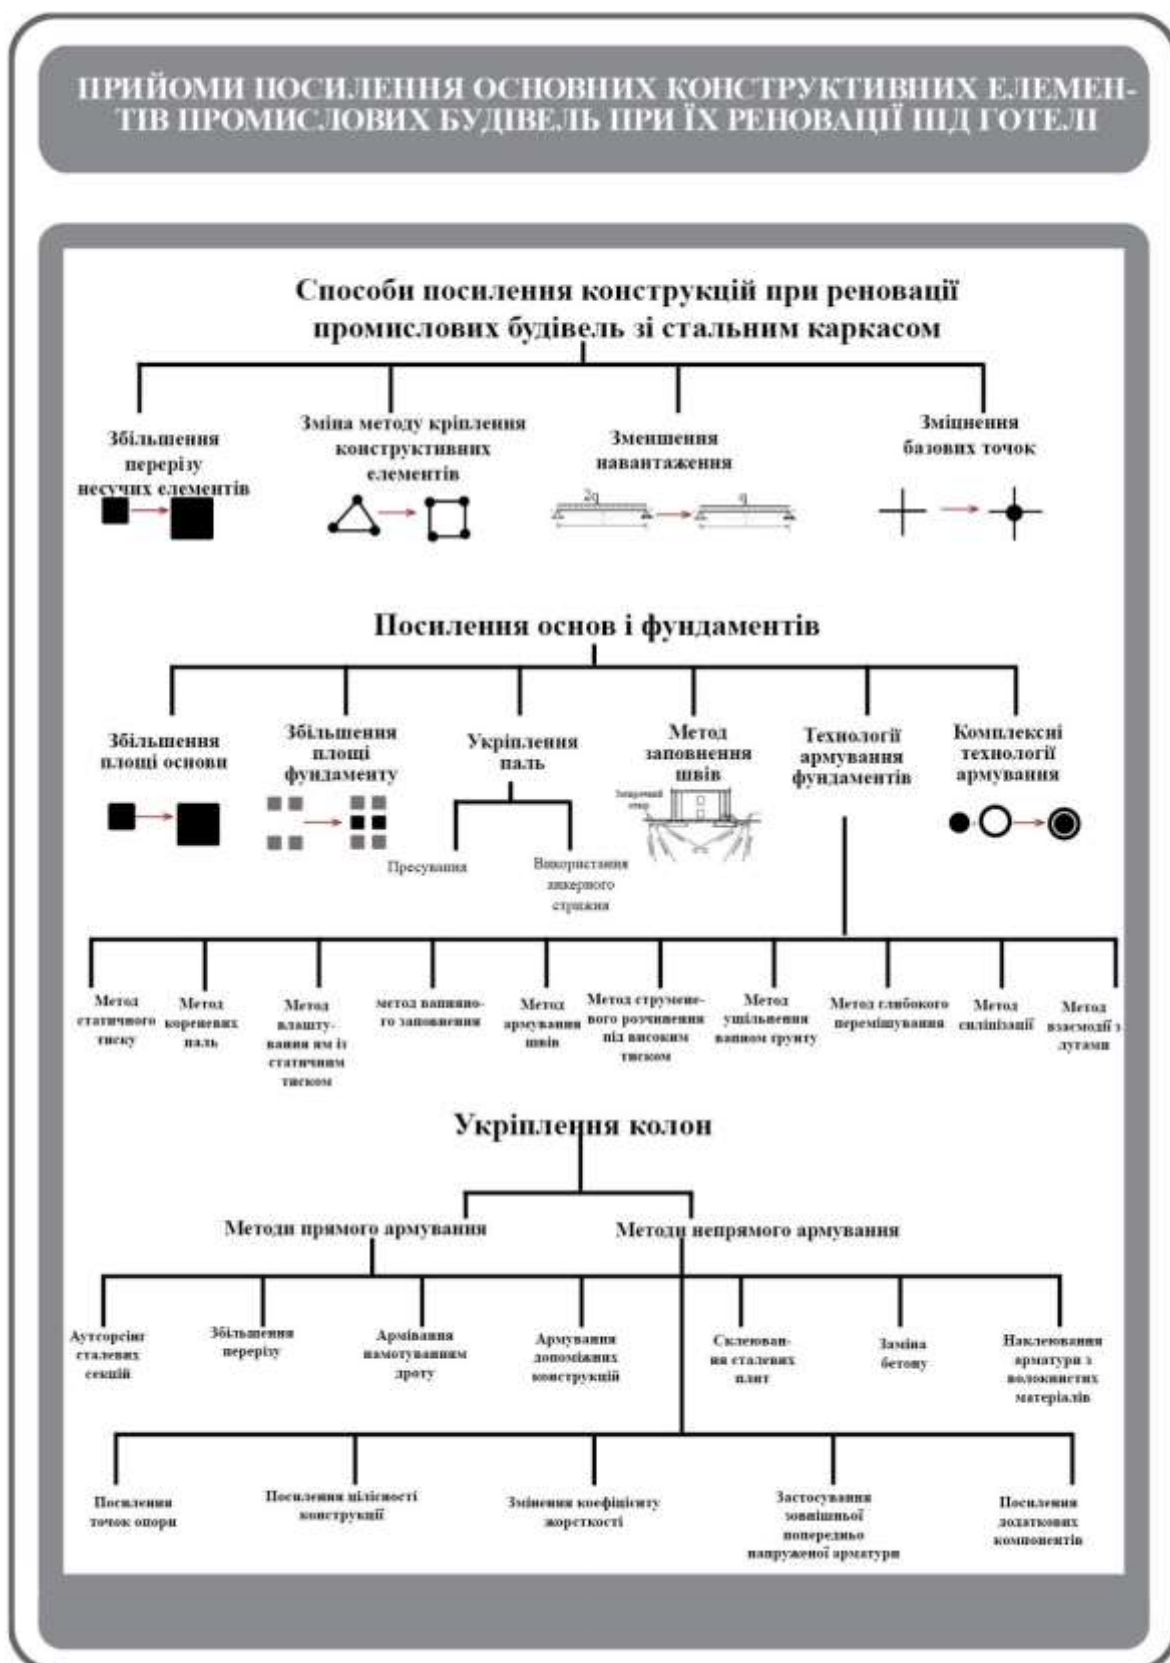 ПРИЙОМИ ПОСИЛЕННЯ ОСНОВНИХ КОНСТРУКТИВНИХ ЕЛЕМЕН-
ТІВ ПРОМИСЛОВИХ БУДІВЕЛЬ ПРИ ЇХ РЕНОВАЦІЇ ПІД ГОТЕЛІ
Способи посилення конструкцій при реновації
промислових будівель зі стальним каркасом
Збільшення
перерізу
несучих елементів
Зміна методу кріплення
конструктивних
елементів
Зменшення
навантаження
Зміцнення
базових точок
2q
q
Посилення основ і фундаментів
Збільшення
площі основи
Збільшення
площі
фундаменту
Укріплення
паль
Метод
заповнення
швів
Технології
армування
фундаментів
Комплексні
технології
армування
Пресування
Використання
анкерного
стрижня
Метод
статичного
тиску
Метод
кореневих
паль
Метод
влашту-
вання ям із
статичним
тиском
метод вапняно-
го заповнення
Метод
армування
швів
Метод струмене-
вого розчинення
під високим
тиском
Метод
ущільнення
вапном грунту
Метод глибокого
перемішування
Метод
силінізації
Метод
взаємодії з
лугами
Укріплення колон
Методи прямого армування
Методи непрямого армування
Аутсорсінг
сталевих
секцій
Збільшення
перерізу
Армівання
намотуванням
дроту
Армування
допоміжних
конструкцій
Склеюван-
ня сталевих
плит
Заміна
бетону
Наклеювання
арматури з
волокнистих
матеріалів
Посилення
точок опори
Посилення цілісності
конструкції
Змінення коефіцієнту
жорсткості
Застосування
зовнішньої
попередньо
напруженої арматури
Посилення
додаткових
компонентів